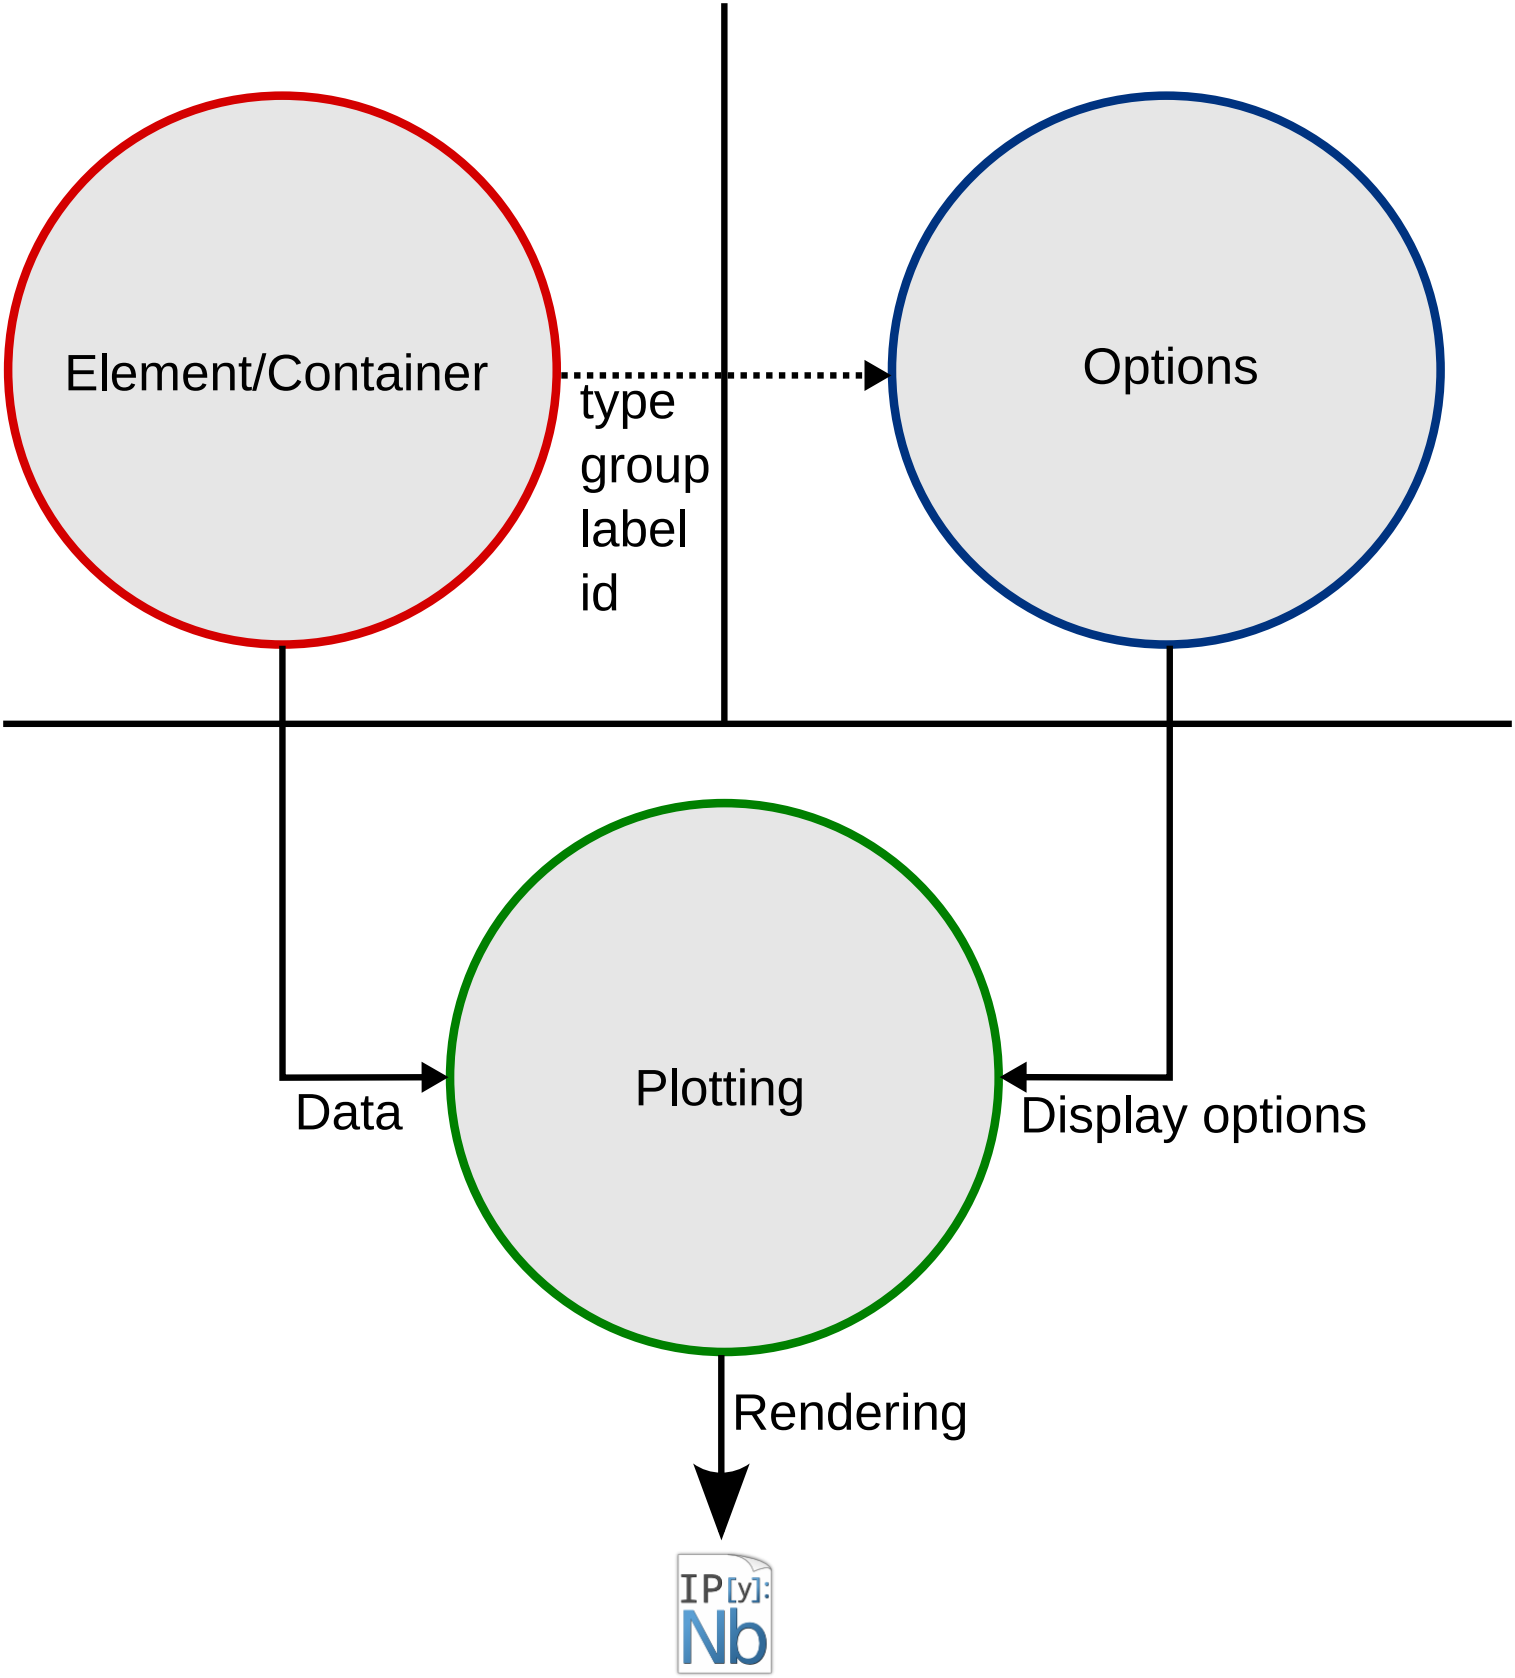 Element/Container
Options
type
group
label
id
Plotting
Data
Display options
Rendering
IP[y]:
Nb